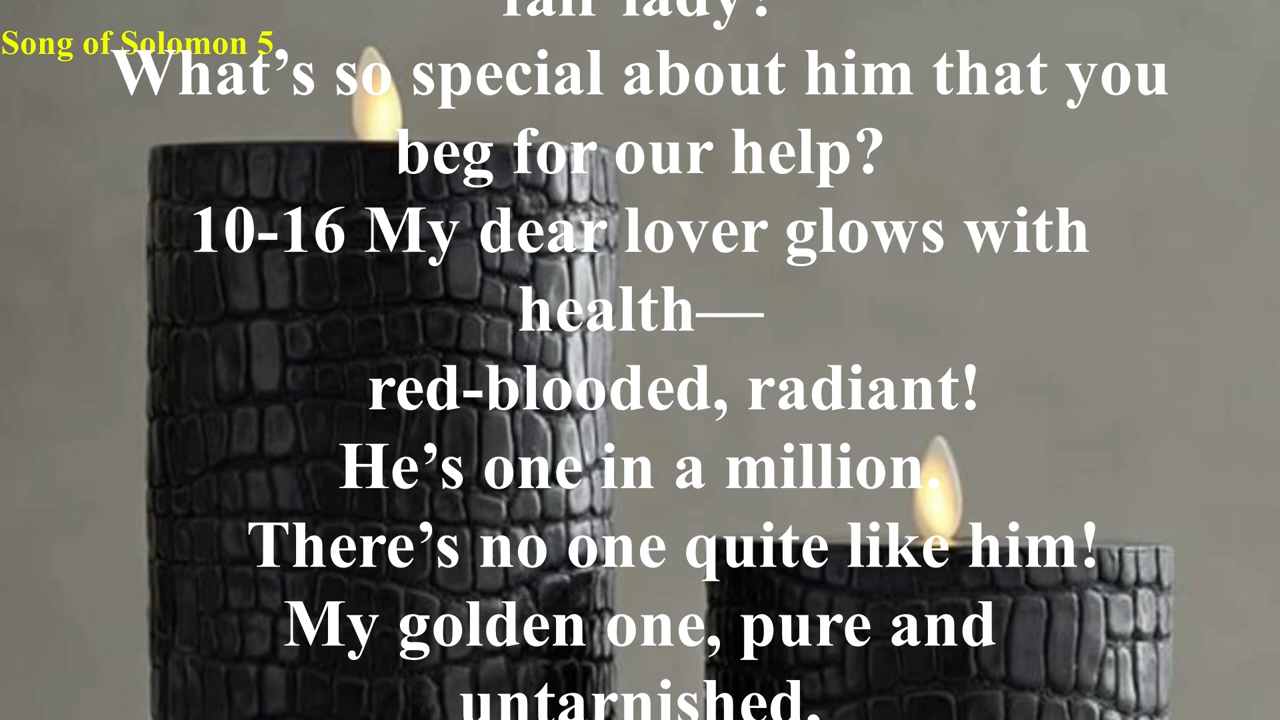 fair lady?
Song of Solomon 5
What’s so special about him that you
beg for our help?
10-16 My dear lover glows with
health—
red-blooded, radiant!
He’s one in a million.
There’s no one quite like him!
My golden one, pure and
untarnished,